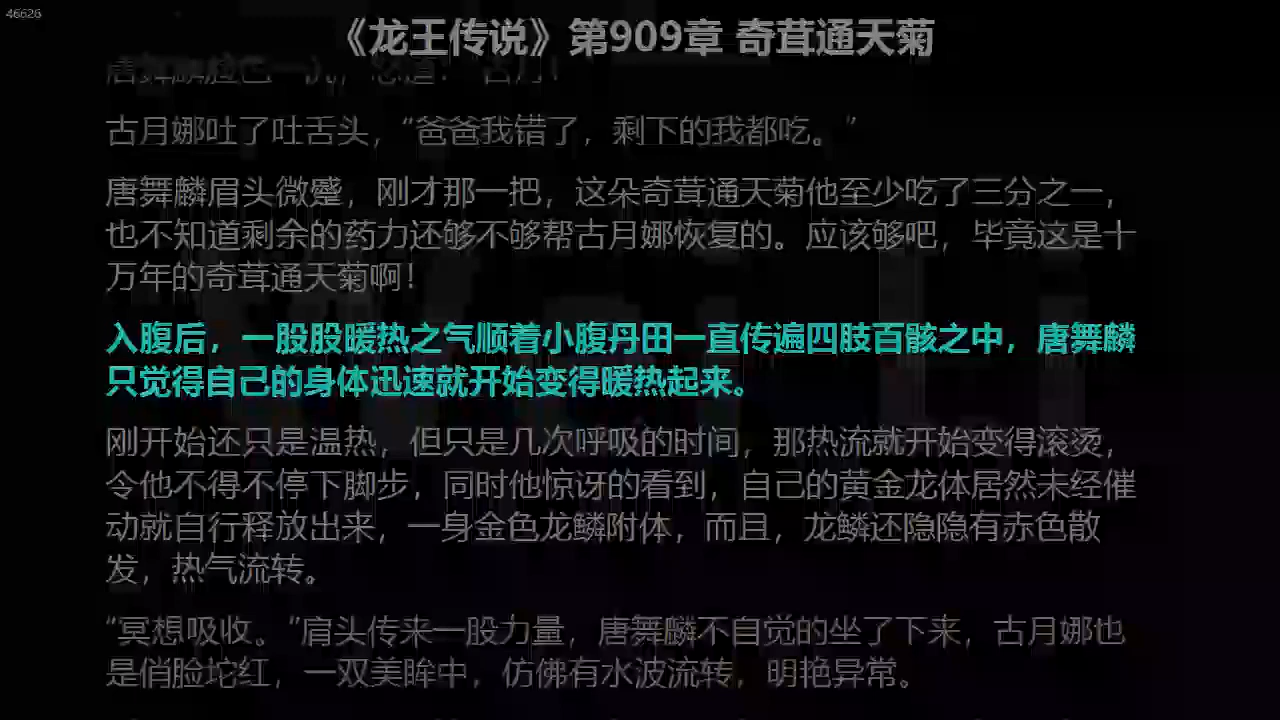 46626
《龙王传说》第909章 奇茸通天菊
古月娜吐了吐舌头，“爸爸我错了，剩下的我都吃。”
唐舞麟眉头微蹙，刚才那一把，这朵奇茸通天菊他至少吃了三分之一，
也不知道剩余的药力还够不够帮古月娜恢复的。应该够吧，毕竟这是十
万年的奇茸通天菊啊！
入腹后，一股股暖热之气顺着小腹丹田一直传遍四肢百骸之中，唐舞麟
只觉得自己的身体迅速就开始变得暖热起来。
刚开始还只是温热，但只是几次呼吸的时间，那热流就开始变得滚烫，
令他不得不停下脚步，同时他惊讶的看到，自己的黄金龙体居然未经催
动就自行释放出来，一身金色龙鳞附体，而且，龙鳞还隐隐有赤色散
发，热气流转。
“冥想吸收。”肩头传来一股力量，唐舞麟不自觉的坐了下来，古月娜也
是俏脸坨红，一双美眸中，仿佛有水波流转，明艳异常。